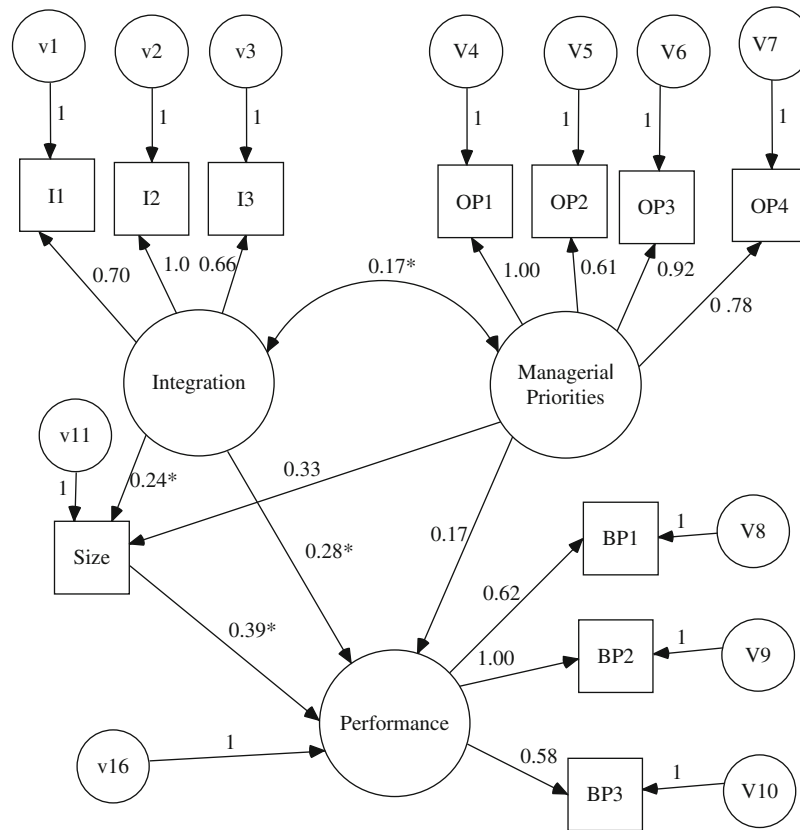 v1
v2
v3
V4
V5
V6
V7
1
1
1
1
1
1
1
I1
I2
I3
OP1
OP2
OP3
OP4
0.70
1.0
0.66
0.17*
1.00
0.61
0.92
0 .78
Integration
Managerial
Priorities
v11
1
0.24*
0.33
Size
0.28*
0.17
BP1
1
V8
0.62
0.39*
1.00
BP2
1
V9
Performance
v16
1
0.58
BP3
1
V10